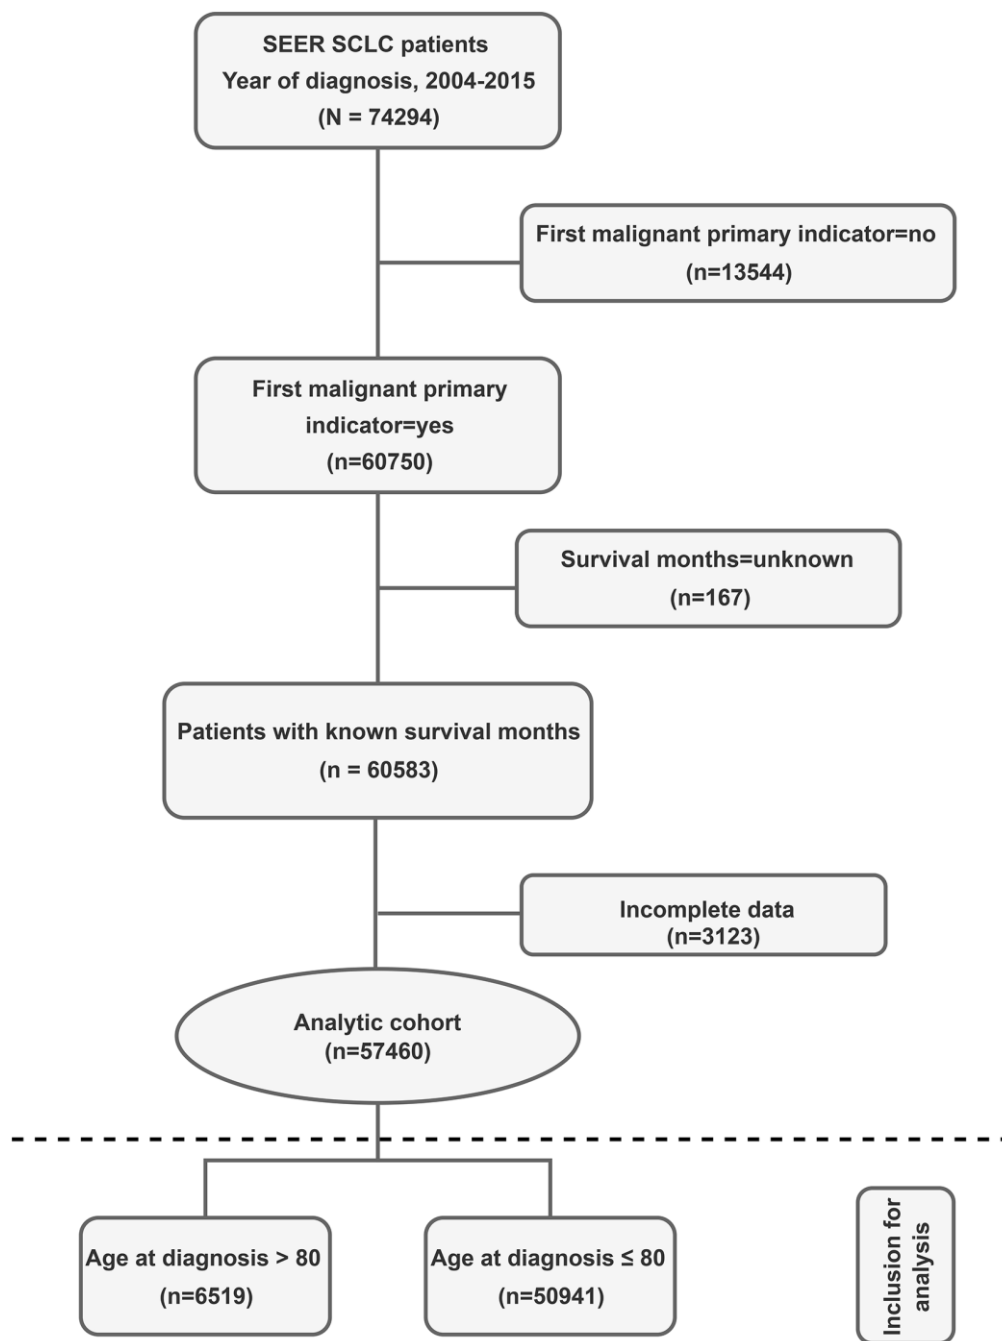 SEER SCLC patients
Year of diagnosis, 2004-2015
(N = 74294)
First malignant primary indicator=no
(n=13544)
First malignant primary
indicator=yes
(n=60750)
Survival months=unknown
(n=167)
Patients with known survival months
(n = 60583)
Incomplete data
(n=3123)
Analytic cohort
(n=57460)
Age at diagnosis > 80
(n=6519)
Age at diagnosis ≤ 80
(n=50941)
Inclusion for
analysis